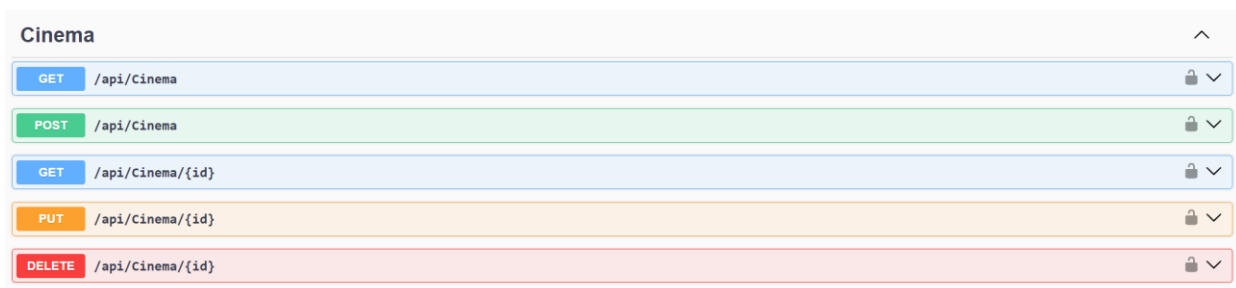 Cinema
GET /api/Cinema
POST /api/Cinema
GET /api/Cinema/{id}
PUT /api/Cinema/{id}
DELETE /api/Cinema/{id}